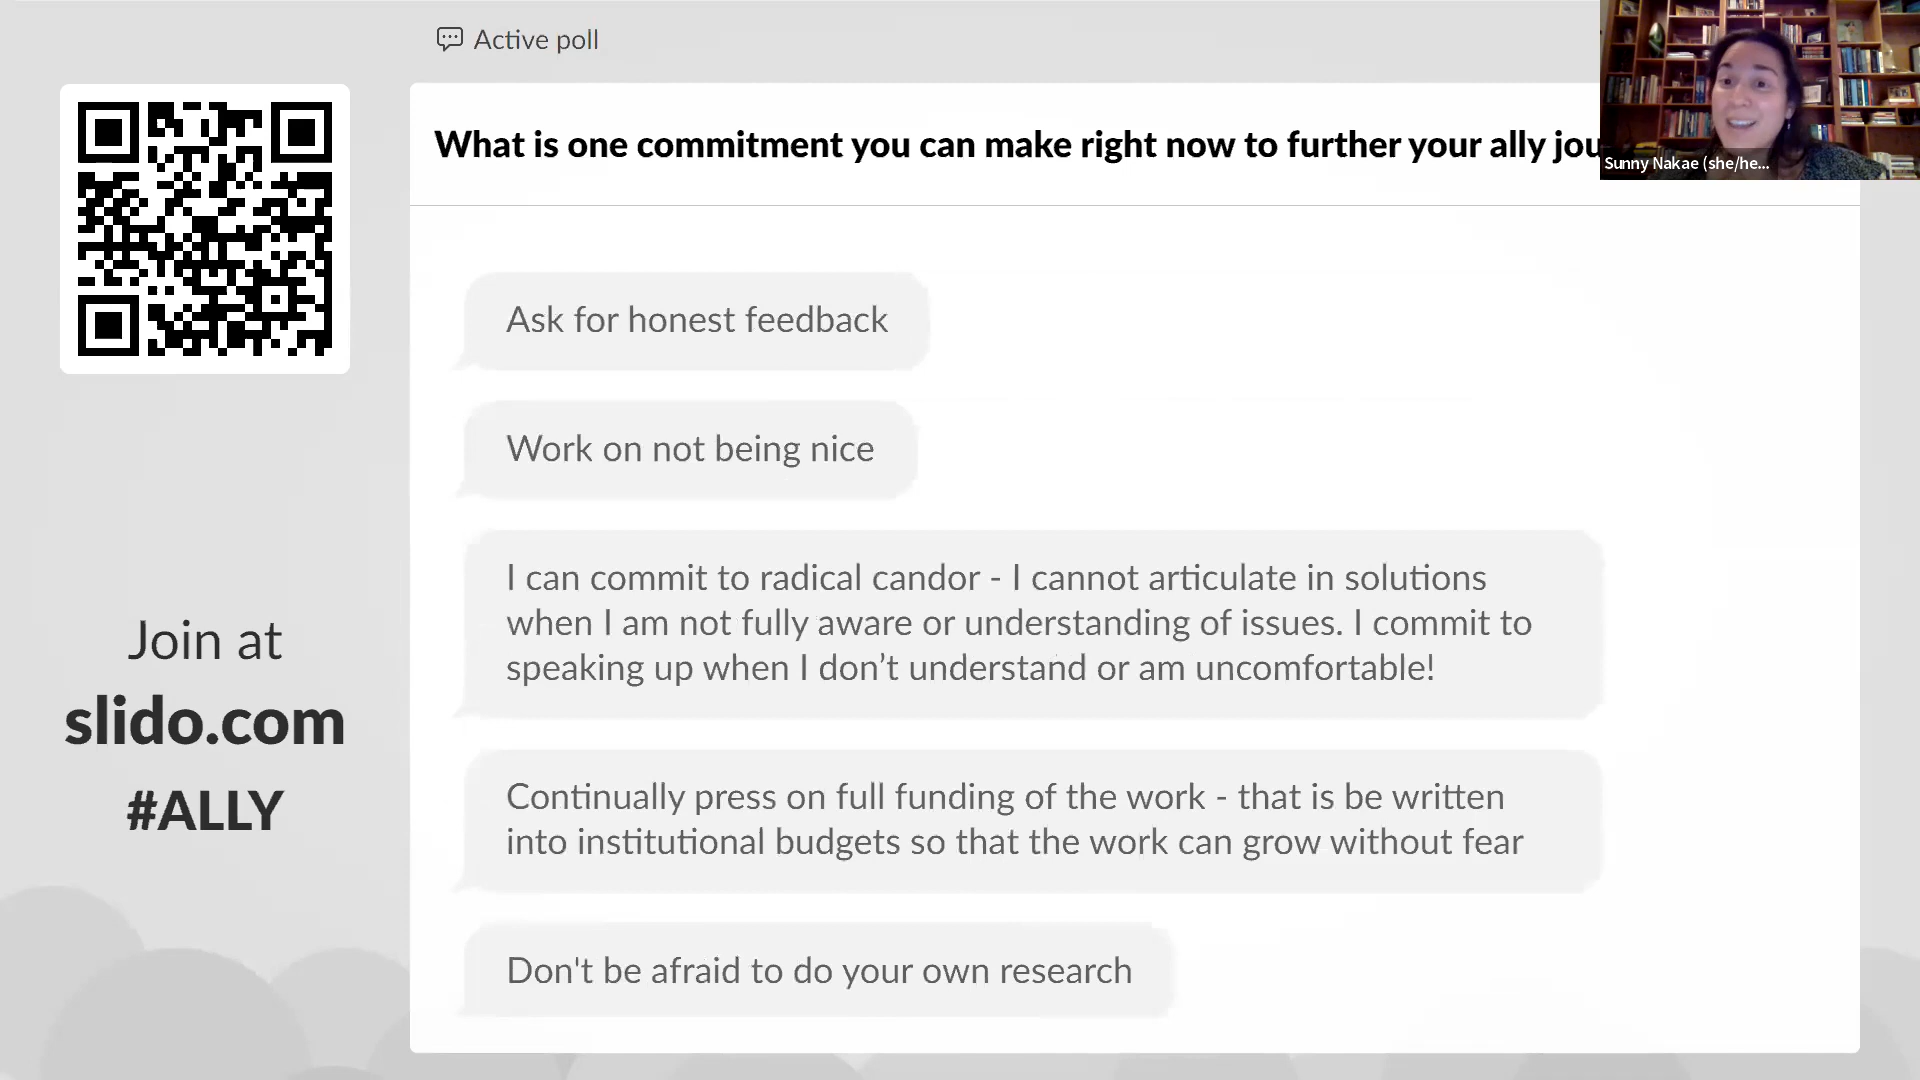 Active poll
What is one commitment you can make right now to further your ally jou
Sunny Nakae (she/he...
Ask for honest feedback
Work on not being nice
I can commit to radical candor - I cannot articulate in solutions
when I am not fully aware or understanding of issues. I commit to
speaking up when I don’t understand or am uncomfortable!
Continually press on full funding of the work - that is be written
into institutional budgets so that the work can grow without fear
Don't be afraid to do your own research
Join at
slido.com
#ALLY